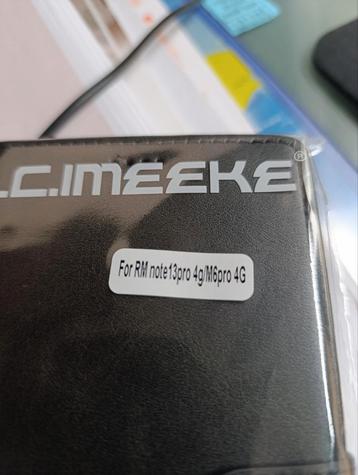 .C.IMEEKE®
For RM note13pro 4g/M6pro 4G